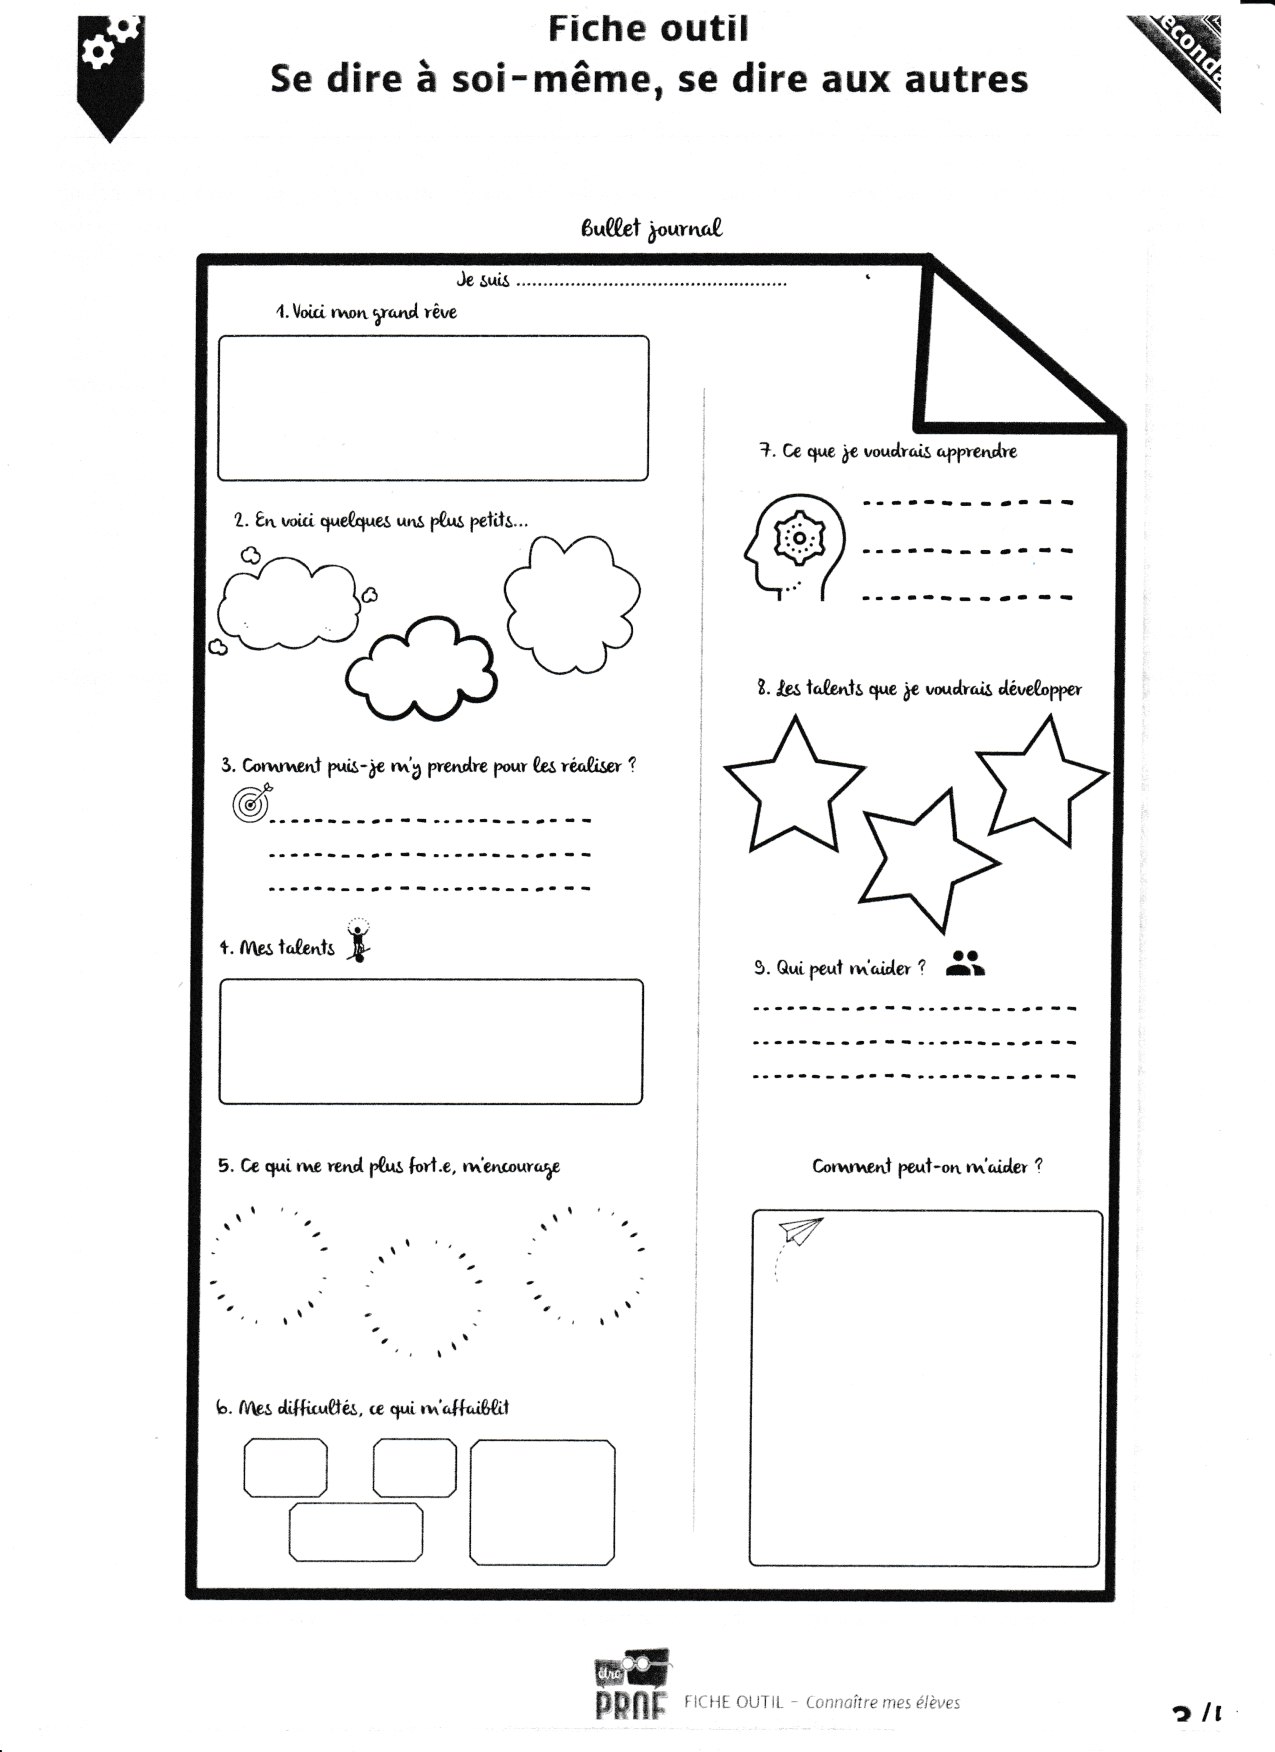 Fiche outil
Se dire à soi-même, se dire aux autres
Bullet journal
Je suis ................................................
1. Voici mon grand rêve
2. En voici quelques uns plus petits...
3. Comment puis-je m'y prendre pour les réaliser ?
4. Mes talents
5. Ce qui me rend plus fort.e, m'encourage
6. Mes difficultés, ce qui m'affaiblit
7. Ce que je voudrais apprendre
8. Les talents que je voudrais développer
9. Qui peut m'aider ?
Comment peut-on m'aider ?
être
PROF
FICHE OUTIL – Connaître mes élèves